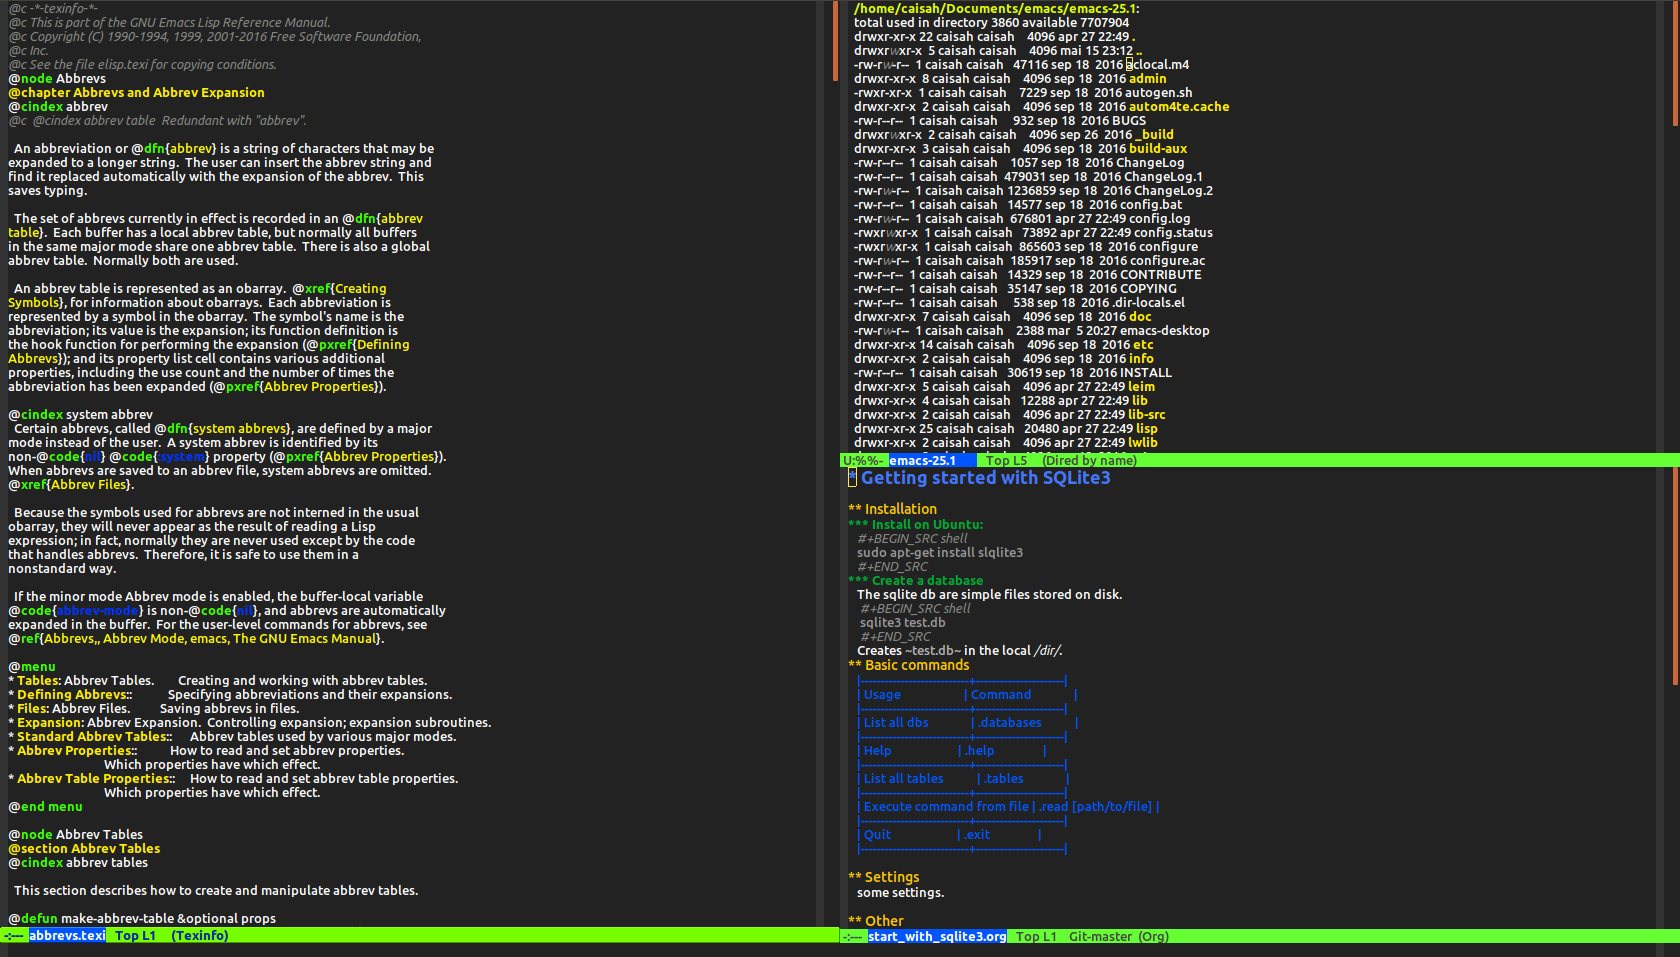 @c -*-texinfo-*-
@c This is part of the GNU Emacs Lisp Reference Manual.
@c Copyright (C) 1990-1994, 1999, 2001-2016 Free Software Foundation,
@c Inc.
@c See the file elisp.texi for copying conditions.
@node Abbrevs
@chapter Abbrevs and Abbrev Expansion
@cindex abbrev
@c  @cindex abbrev table  Redundant with "abbrev".
An abbreviation or @dfn{abbrev} is a string of characters that may be
expanded to a longer string.  The user can insert the abbrev string and
find it replaced automatically with the expansion of the abbrev.  This
saves typing.
The set of abbrevs currently in effect is recorded in an @dfn{abbrev
table}.  Each buffer has a local abbrev table, but normally all buffers
in the same major mode share one abbrev table.  There is also a global
abbrev table.  Normally both are used.
An abbrev table is represented as an obarray.  @xref{Creating
Symbols}, for information about obarrays.  Each abbreviation is
represented by a symbol in the obarray.  The symbol's name is the
abbreviation; its value is the expansion; its function definition is
the hook function for performing the expansion (@pxref{Defining
Abbrevs}); and its property list cell contains various additional
properties, including the use count and the number of times the
abbreviation has been expanded (@pxref{Abbrev Properties}).
@cindex system abbrev
Certain abbrevs, called @dfn{system abbrevs}, are defined by a major
mode instead of the user.  A system abbrev is identified by its
non-@code{nil} @code{:system} property (@pxref{Abbrev Properties}).
When abbrevs are saved to an abbrev file, system abbrevs are omitted.
@xref{Abbrev Files}.
Because the symbols used for abbrevs are not interned in the usual
obarray, they will never appear as the result of reading a Lisp
expression; in fact, normally they are never used except by the code
that handles abbrevs.  Therefore, it is safe to use them in a
nonstandard way.
If the minor mode Abbrev mode is enabled, the buffer-local variable
@code{abbrev-mode} is non-@code{nil}, and abbrevs are automatically
expanded in the buffer.  For the user-level commands for abbrevs, see
@ref{Abbrevs,, Abbrev Mode, emacs, The GNU Emacs Manual}.
@menu
* Tables: Abbrev Tables.       Creating and working with abbrev tables.
* Defining Abbrevs::           Specifying abbreviations and their expansions.
* Files: Abbrev Files.         Saving abbrevs in files.
* Expansion: Abbrev Expansion.  Controlling expansion; expansion subroutines.
* Standard Abbrev Tables::     Abbrev tables used by various major modes.
* Abbrev Properties::          How to read and set abbrev properties.
Which properties have which effect.
* Abbrev Table Properties::    How to read and set abbrev table properties.
Which properties have which effect.
@end menu
@node Abbrev Tables
@section Abbrev Tables
@cindex abbrev tables
This section describes how to create and manipulate abbrev tables.
@defun make-abbrev-table &optional props
-:--- abbrevs.texi  Top L1  (Texinfo)
/home/caisah/Documents/emacs/emacs-25.1:
total used in directory 3860 available 7707904
drwxr-xr-x 22 caisah caisah    4096 apr 27 22:49 .
drwxrwxr-x  5 caisah caisah    4096 mai 15 23:12 ..
-rw-rw-r--  1 caisah caisah   47116 sep 18  2016 aclocal.m4
drwxr-xr-x  8 caisah caisah    4096 sep 18  2016 admin
-rwxr-xr-x  1 caisah caisah    7229 sep 18  2016 autogen.sh
drwxr-xr-x  2 caisah caisah    4096 sep 18  2016 autom4te.cache
-rw-r--r--  1 caisah caisah     932 sep 18  2016 BUGS
drwxrwxr-x  2 caisah caisah    4096 sep 26  2016 _build
drwxr-xr-x  3 caisah caisah    4096 sep 18  2016 build-aux
-rw-r--r--  1 caisah caisah    1057 sep 18  2016 ChangeLog
-rw-r--r--  1 caisah caisah  479031 sep 18  2016 ChangeLog.1
-rw-rw-r--  1 caisah caisah 1236859 sep 18  2016 ChangeLog.2
-rw-r--r--  1 caisah caisah   14577 sep 18  2016 config.bat
-rw-rw-r--  1 caisah caisah  676801 apr 27 22:49 config.log
-rwxrwxr-x  1 caisah caisah   73892 apr 27 22:49 config.status
-rwxrwxr-x  1 caisah caisah  865603 sep 18  2016 configure
-rw-rw-r--  1 caisah caisah  185917 sep 18  2016 configure.ac
-rw-r--r--  1 caisah caisah   14329 sep 18  2016 CONTRIBUTE
-rw-r--r--  1 caisah caisah   35147 sep 18  2016 COPYING
-rw-r--r--  1 caisah caisah     538 sep 18  2016 .dir-locals.el
drwxr-xr-x  7 caisah caisah    4096 sep 18  2016 doc
-rw-rw-r--  1 caisah caisah    2388 mar  5 20:27 emacs-desktop
drwxr-xr-x 14 caisah caisah    4096 sep 18  2016 etc
drwxr-xr-x  2 caisah caisah    4096 sep 18  2016 info
-rw-r--r--  1 caisah caisah   30619 sep 18  2016 INSTALL
drwxr-xr-x  5 caisah caisah    4096 apr 27 22:49 leim
drwxr-xr-x  4 caisah caisah   12288 apr 27 22:49 lib
drwxr-xr-x  2 caisah caisah    4096 apr 27 22:49 lib-src
drwxr-xr-x 25 caisah caisah   20480 apr 27 22:49 lisp
drwxr-xr-x  2 caisah caisah    4096 apr 27 22:49 lwlib
U:%%- emacs-25.1  Top L5  (Dired by name)
* Getting started with SQLite3
** Installation
*** Install on Ubuntu:
#+BEGIN_SRC shell
sudo apt-get install slqlite3
#+END_SRC
*** Create a database
The sqlite db are simple files stored on disk.
#+BEGIN_SRC shell
sqlite3 test.db
#+END_SRC
Creates ~test.db~ in the local /dir/.
** Basic commands
| Usage | Command |
| List all dbs | .databases |
| Help | .help |
| List all tables | .tables |
| Execute command from file | .read [path/to/file] |
| Quit | .exit |
** Settings
some settings.
** Other
-:--- start_with_sqlite3.org  Top L1  Git-master  (Org)